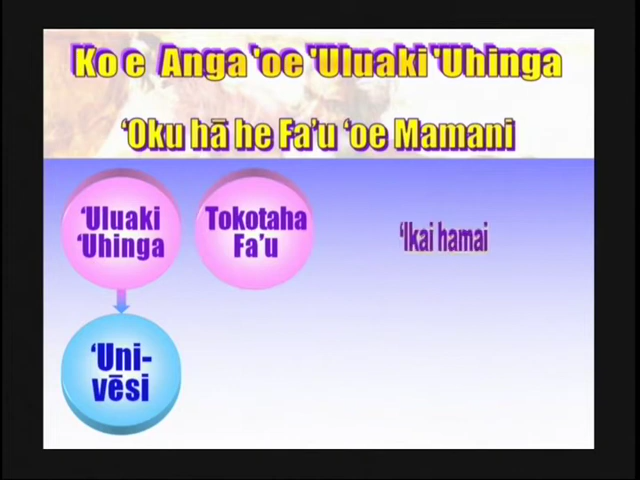 Ko e Anga 'oe 'Uluaki 'Uhinga
‘Oku hā he Fa’u ‘oe Mamani
‘Uluaki
‘Uhinga
Tokotaha
Fa’u
‘Ikai hamai
‘Uni-
vēsi